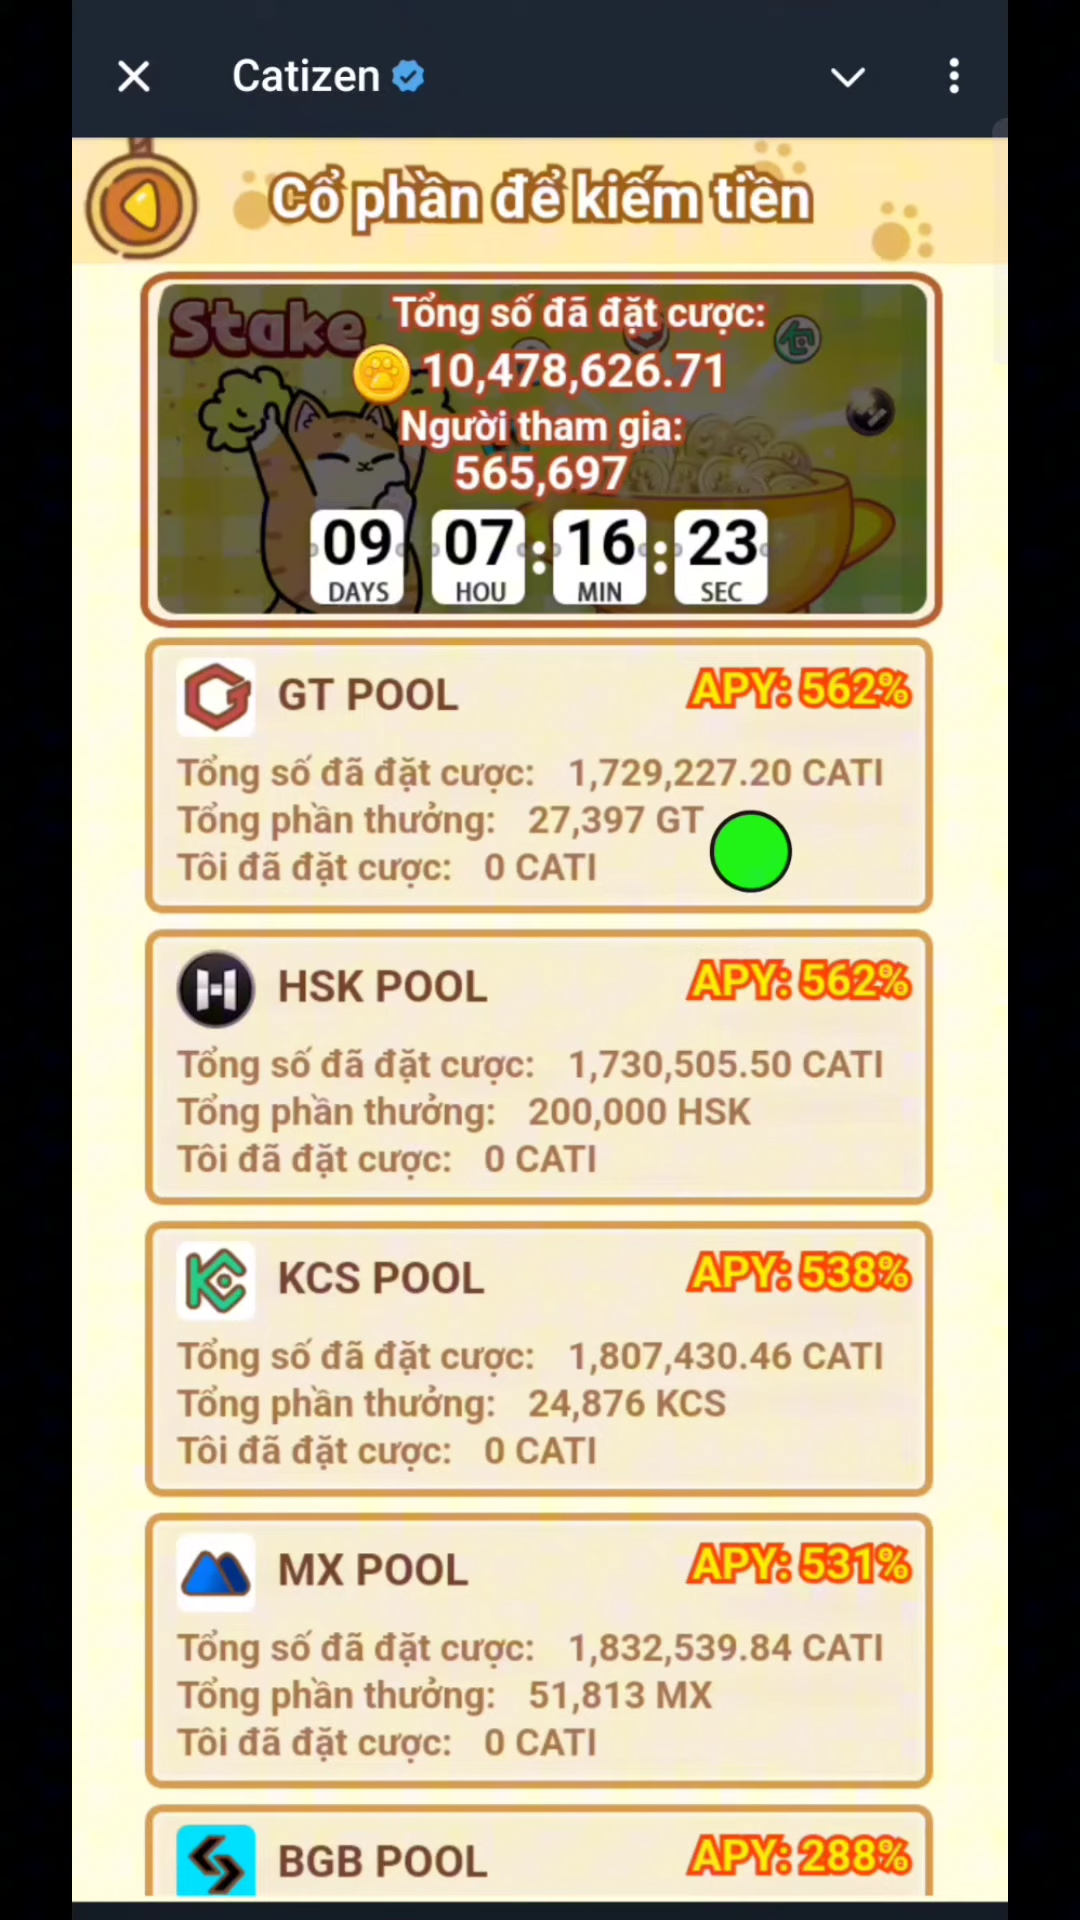 Catizen
Cổ phần để kiếm tiền
Stake
Tổng số đã đặt cược:
10,478,626.71
Người tham gia:
565,697
09 07 : 16 : 23
DAYS HOU MIN SEC
GT POOL APY: 562%
Tổng số đã đặt cược: 1,729,227.20 CATI
Tổng phần thưởng: 27,397 GT
Tôi đã đặt cược: 0 CATI
HSK POOL APY: 562%
Tổng số đã đặt cược: 1,730,505.50 CATI
Tổng phần thưởng: 200,000 HSK
Tôi đã đặt cược: 0 CATI
KCS POOL APY: 538%
Tổng số đã đặt cược: 1,807,430.46 CATI
Tổng phần thưởng: 24,876 KCS
Tôi đã đặt cược: 0 CATI
MX POOL APY: 531%
Tổng số đã đặt cược: 1,832,539.84 CATI
Tổng phần thưởng: 51,813 MX
Tôi đã đặt cược: 0 CATI
BGB POOL APY: 288%